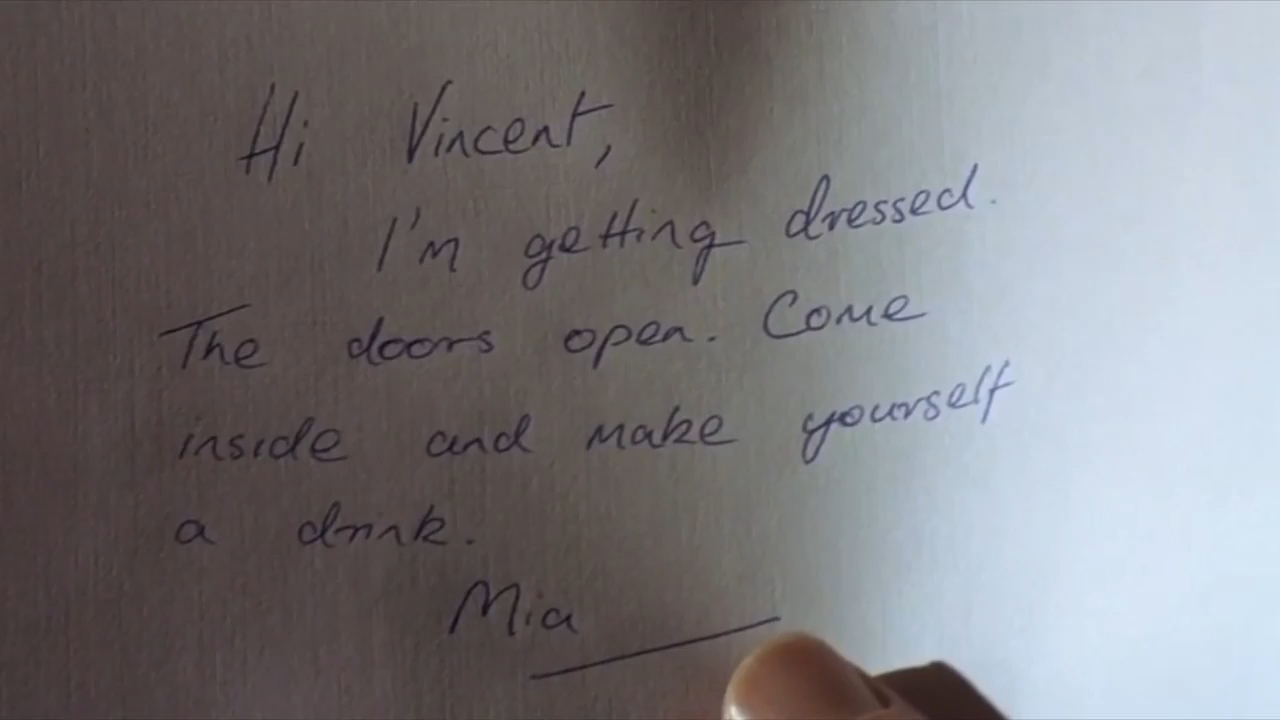 Hi Vincent,
I'm getting dressed.
The doors open. Come
inside and make yourself
a drink.
Mia